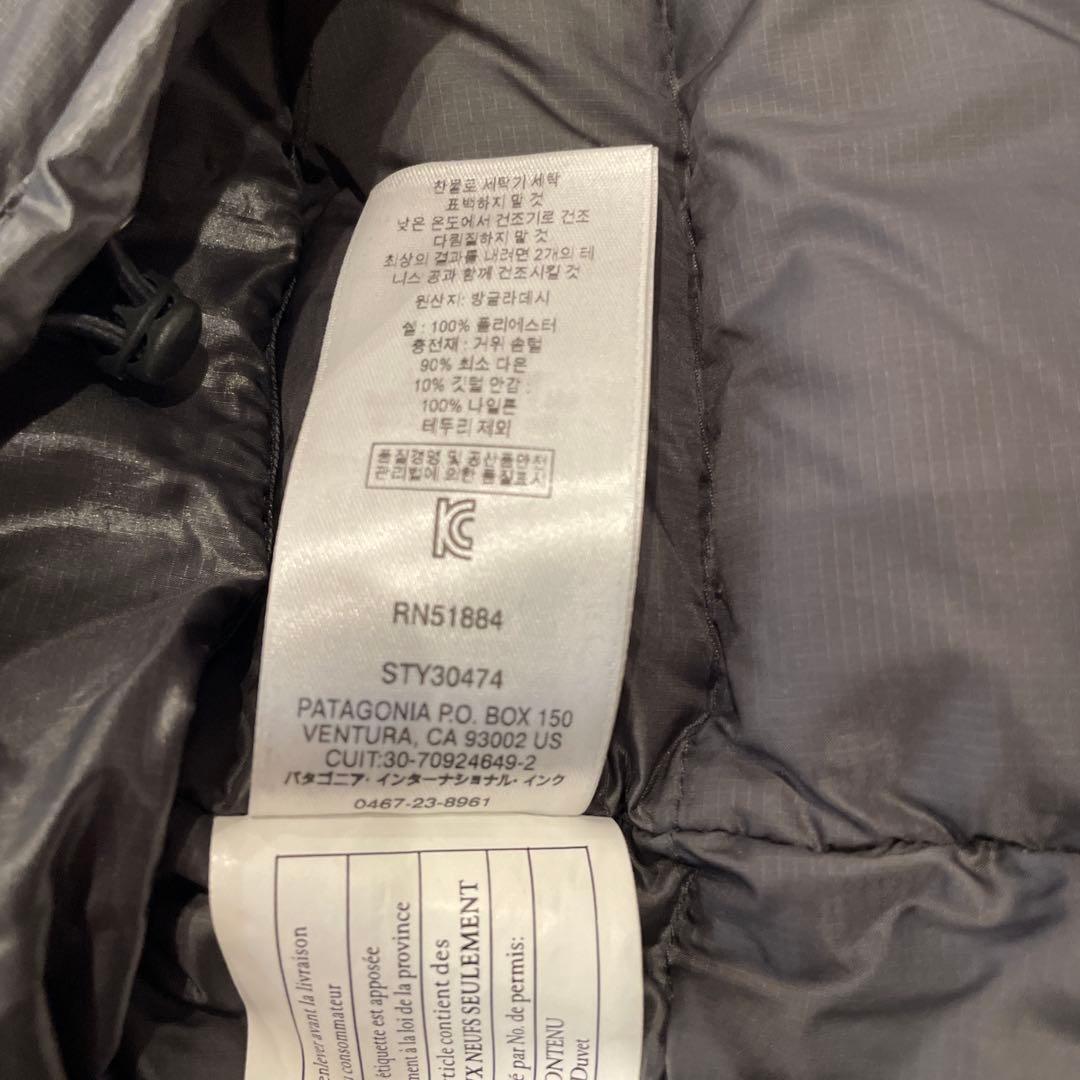 찬물로 세탁기 세탁
표백하지 말 것
낮은 온도에서 건조기로 건조
다림질하지 말 것
최상의 결과를 내려면 2개의 테
니스 공과 함께 건조시킬 것
원산지: 방글라데시
쉘 : 100% 폴리에스터
충전재 : 거위 솜털
90% 최소 다운
10% 깃털 안감 :
100% 나일론
테두리 제외
품질경영 및 공산품안전
관리법에 의한 품질표시
RN51884
STY30474
PATAGONIA P.O. BOX 150
VENTURA, CA 93002 US
CUIT:30-70924649-2
パタゴニア・インターナショナル・インク
0467-23-8961
enlever avant la livraison
consommateur
étiquette est apposée
à la loi de la province
contient des
NEUFS SEULEMENT
par No. de permis:
Duvet